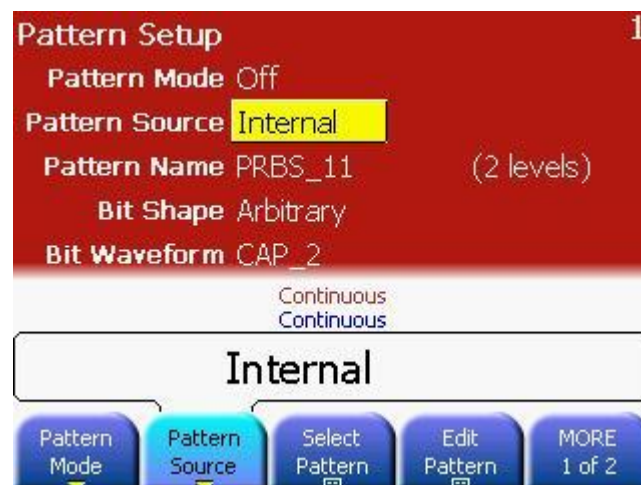 Pattern Setup 1
Pattern Mode Off
Pattern Source Internal
Pattern Name PRBS_11 (2 levels)
Bit Shape Arbitrary
Bit Waveform CAP_2
Continuous
Continuous
Internal
Pattern Mode
Pattern Source
Select Pattern
Edit Pattern
MORE 1 of 2